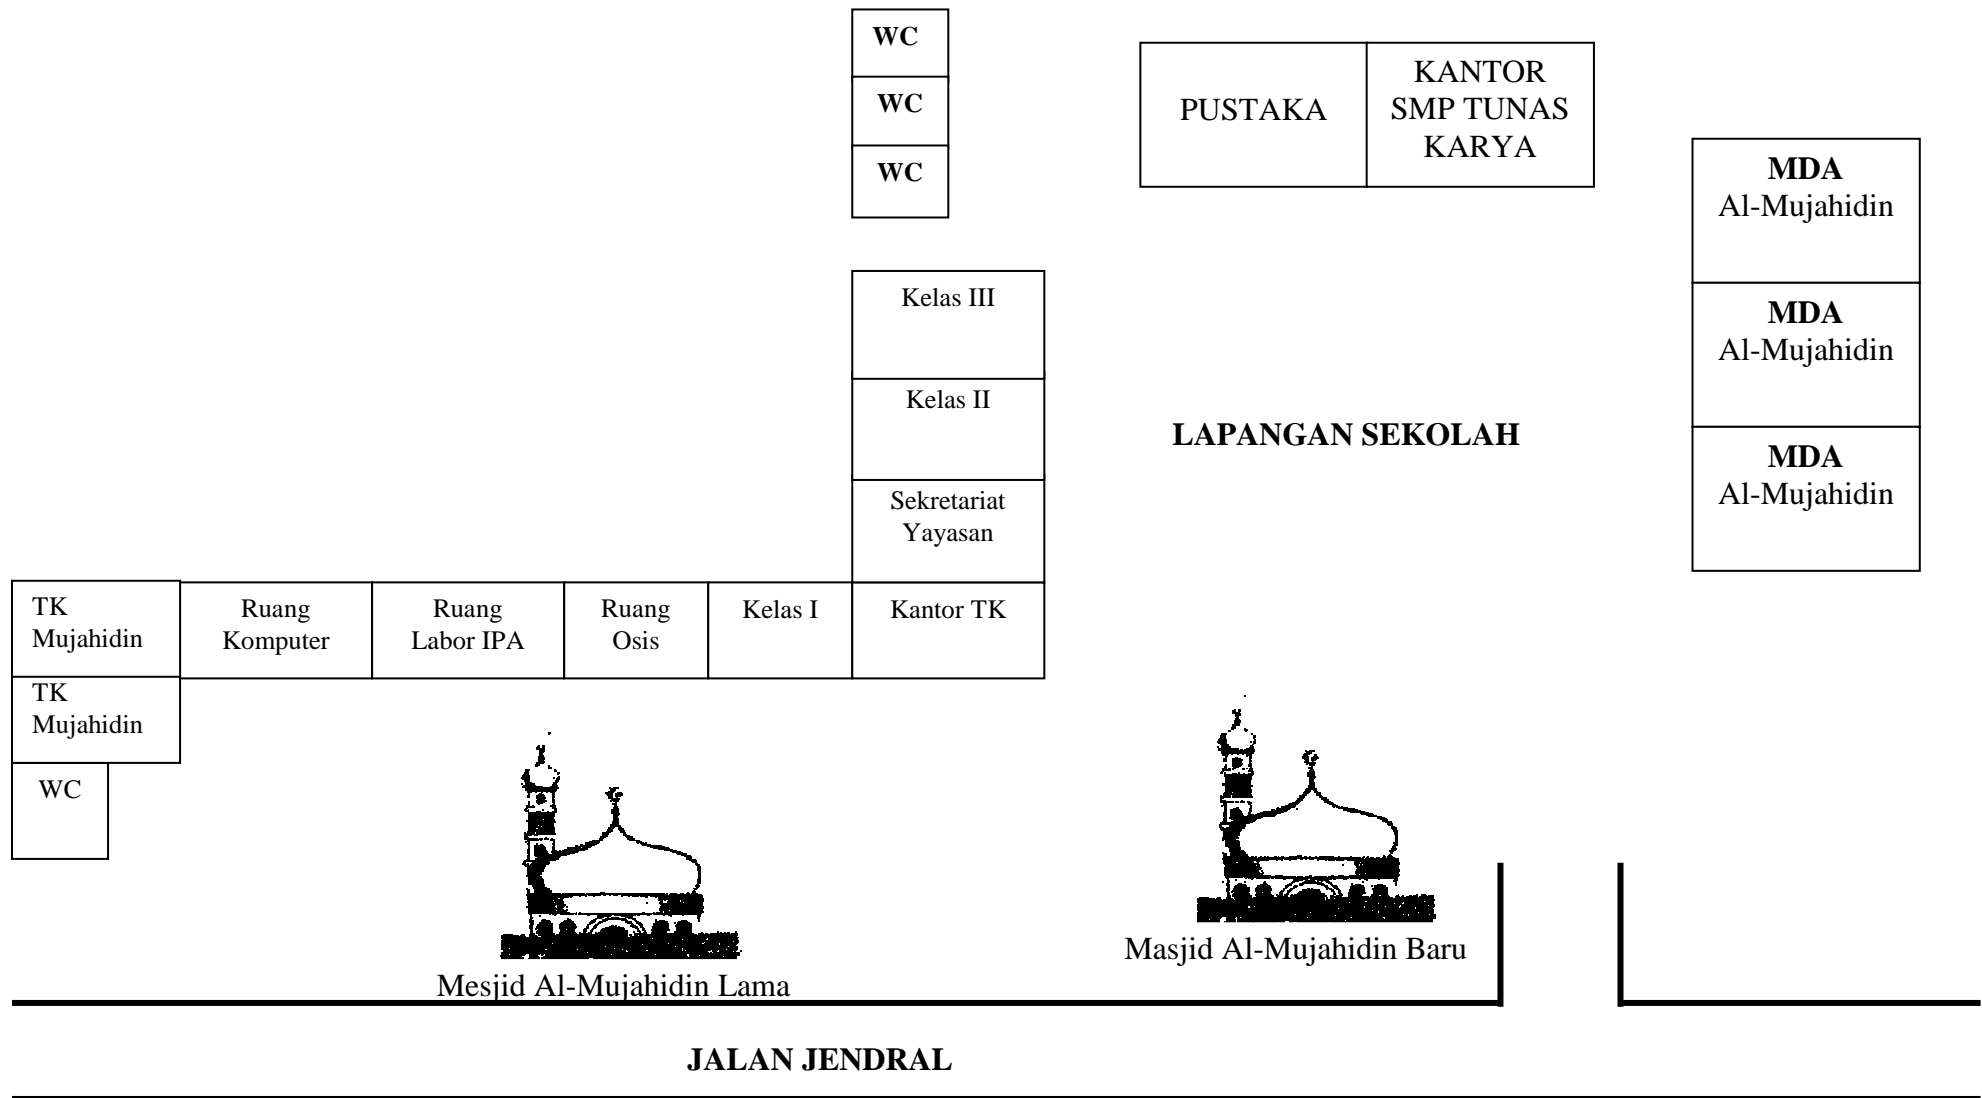 WC
WC
WC
PUSTAKA
KANTOR
SMP TUNAS
KARYA
MDA
Al-Mujahidin
MDA
Al-Mujahidin
MDA
Al-Mujahidin
Kelas III
Kelas II
Sekretariat
Yayasan
LAPANGAN SEKOLAH
TK
Mujahidin
Ruang
Komputer
Ruang
Labor IPA
Ruang
Osis
Kelas I
Kantor TK
TK
Mujahidin
WC
Mesjid Al-Mujahidin Lama
Masjid Al-Mujahidin Baru
JALAN JENDRAL